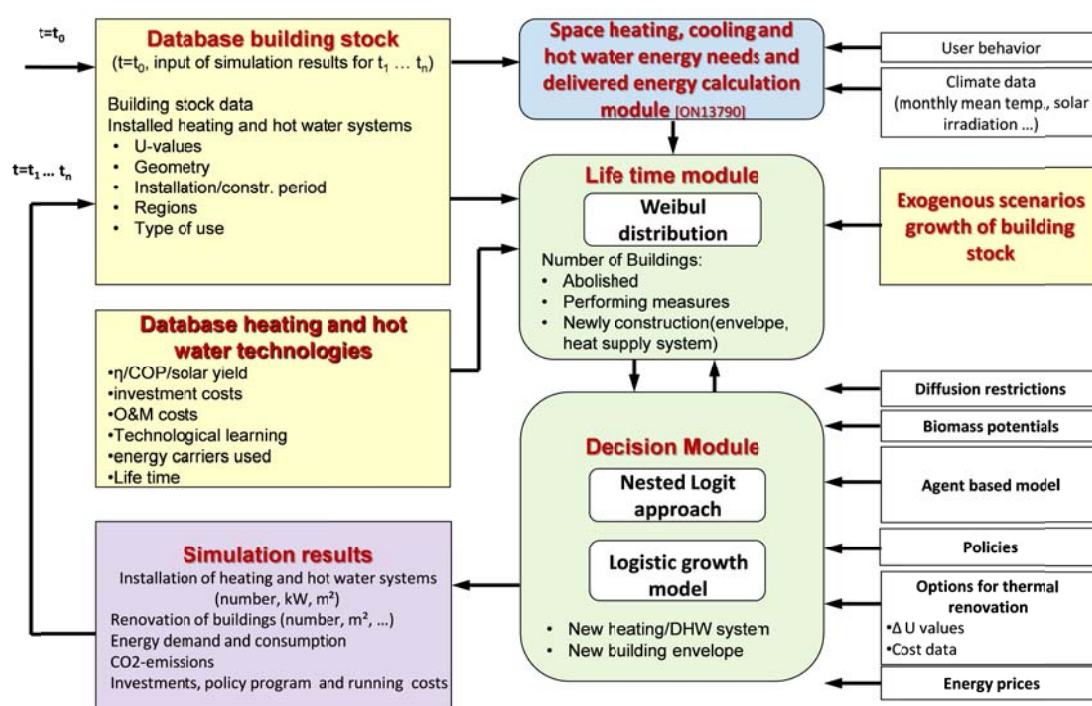 t=t0
Database building stock
(t=t0, input of simulation results for t1 ... tn)
Building stock data
Installed heating and hot water systems
• U-values
• Geometry
• Installation/constr. period
• Regions
• Type of use
t=t1 ... tn
Database heating and hot
water technologies
•η/COP/solar yield
•investment costs
•O&M costs
•Technological learning
•energy carriers used
•Life time
Simulation results
Installation of heating and hot water systems
(number, kW, m²)
Renovation of buildings (number, m², ...)
Energy demand and consumption
CO2-emissions
Investments, policy program and running costs
Space heating, cooling and
hot water energy needs and
delivered energy calculation
module [ON13790]
Life time module
Weibul
distribution
Number of Buildings:
• Abolished
• Performing measures
• Newly construction(envelope,
heat supply system)
Decision Module
Nested Logit
approach
Logistic growth
model
• New heating/DHW system
• New building envelope
User behavior
Climate data
(monthly mean temp., solar
irradiation ...)
Exogenous scenarios
growth of building
stock
Diffusion restrictions
Biomass potentials
Agent based model
Policies
Options for thermal
renovation
•Δ U values
•Cost data
Energy prices